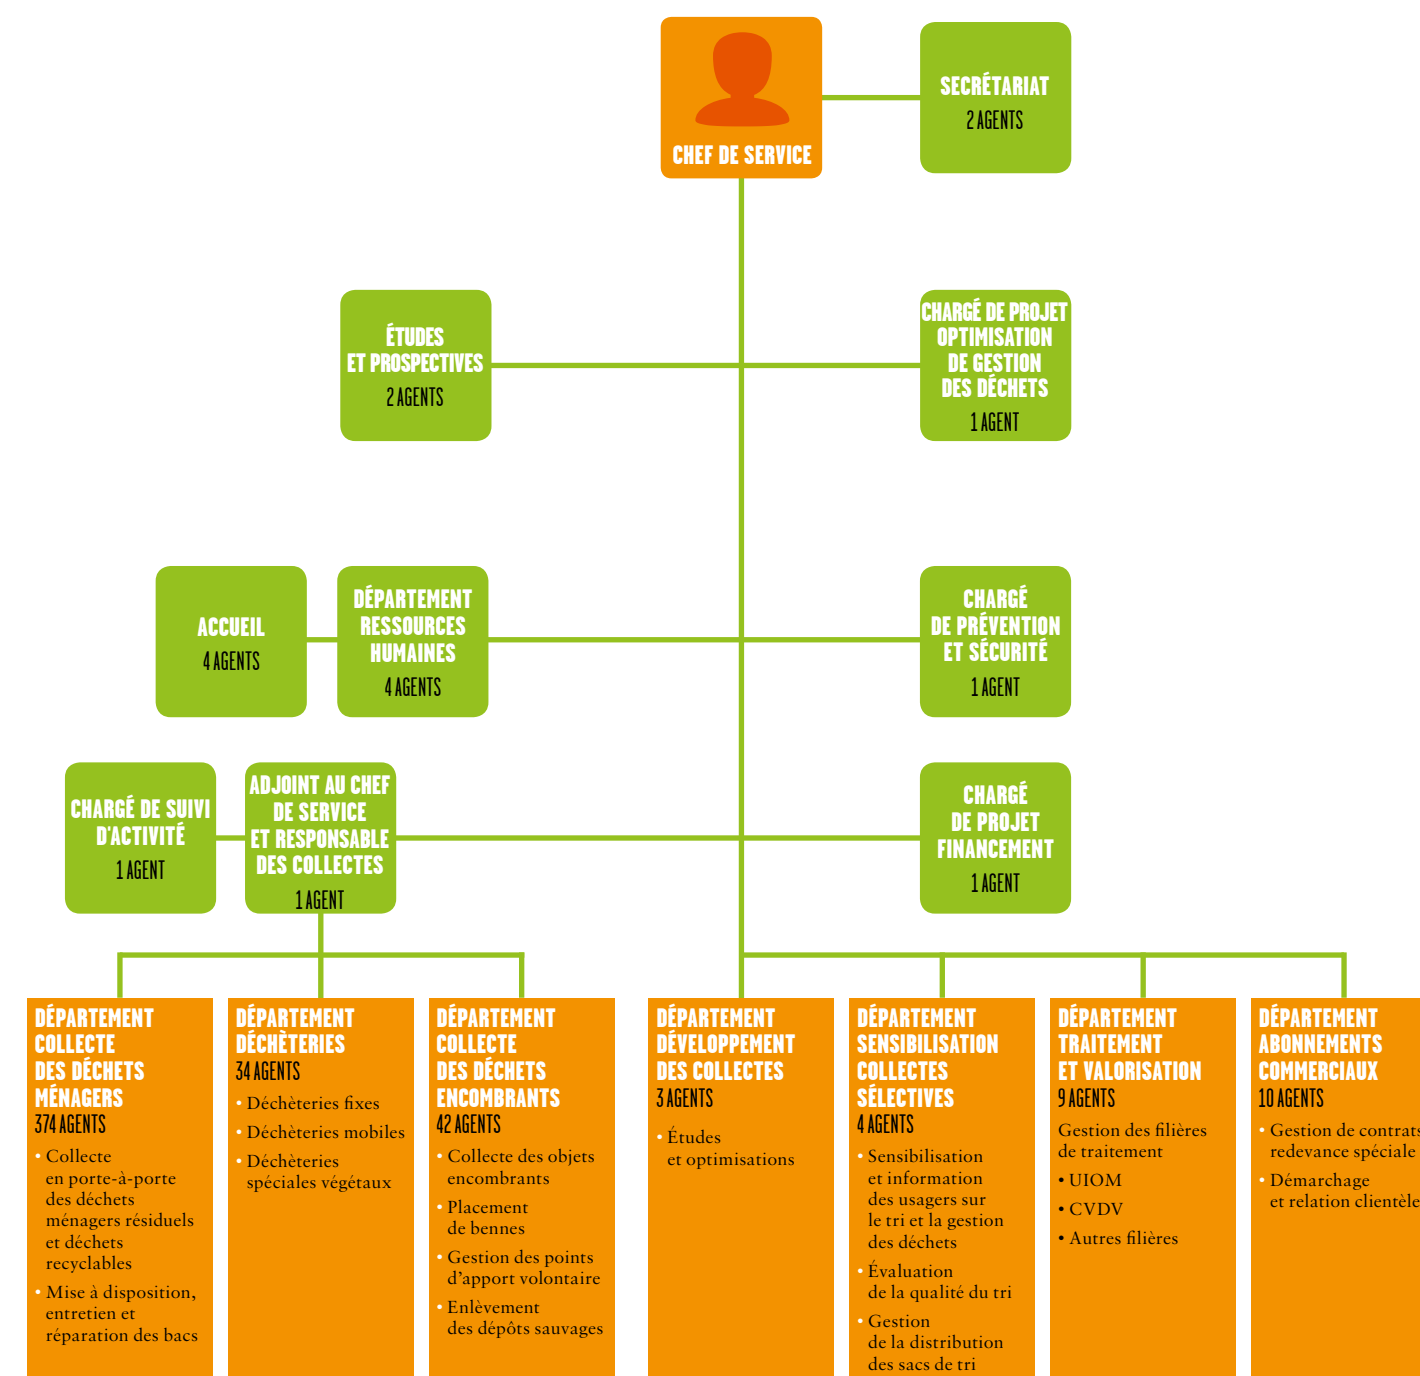 CHEF DE SERVICE
SECRÉTARIAT
2 AGENTS
ÉTUDES
ET PROSPECTIVES
2 AGENTS
CHARGÉ DE PROJET
OPTIMISATION
DE GESTION
DES DÉCHETS
1 AGENT
ACCUEIL
4 AGENTS
DÉPARTEMENT
RESSOURCES
HUMAINES
4 AGENTS
CHARGÉ
DE PRÉVENTION
ET SÉCURITÉ
1 AGENT
CHARGÉ DE SUIVI
D'ACTIVITÉ
1 AGENT
ADJOINT AU CHEF
DE SERVICE
ET RESPONSABLE
DES COLLECTES
1 AGENT
CHARGÉ
DE PROJET
FINANCEMENT
1 AGENT
DÉPARTEMENT
COLLECTE
DES DÉCHETS
MÉNAGERS
374 AGENTS
• Collecte
en porte-à-porte
des déchets
ménagers résiduels
et déchets
recyclables
• Mise à disposition,
entretien et
réparation des bacs
DÉPARTEMENT
DÉCHÈTERIES
34 AGENTS
• Déchèteries fixes
• Déchèteries mobiles
• Déchèteries
spéciales végétaux
DÉPARTEMENT
COLLECTE
DES DÉCHETS
ENCOMBRANTS
42 AGENTS
• Collecte des objets
encombrants
• Placement
de bennes
• Gestion des points
d’apport volontaire
• Enlèvement
des dépôts sauvages
DÉPARTEMENT
DÉVELOPPEMENT
DES COLLECTES
3 AGENTS
• Études
et optimisations
DÉPARTEMENT
SENSIBILISATION
COLLECTES
SÉLECTIVES
4 AGENTS
• Sensibilisation
et information
des usagers sur
le tri et la gestion
des déchets
• Évaluation
de la qualité du tri
• Gestion
de la distribution
des sacs de tri
DÉPARTEMENT
TRAITEMENT
ET VALORISATION
9 AGENTS
Gestion des filières
de traitement
• UIOM
• CVDV
• Autres filières
DÉPARTEMENT
ABONNEMENTS
COMMERCIAUX
10 AGENTS
• Gestion de contrats
redevance spéciale
• Démarchage
et relation clientèle